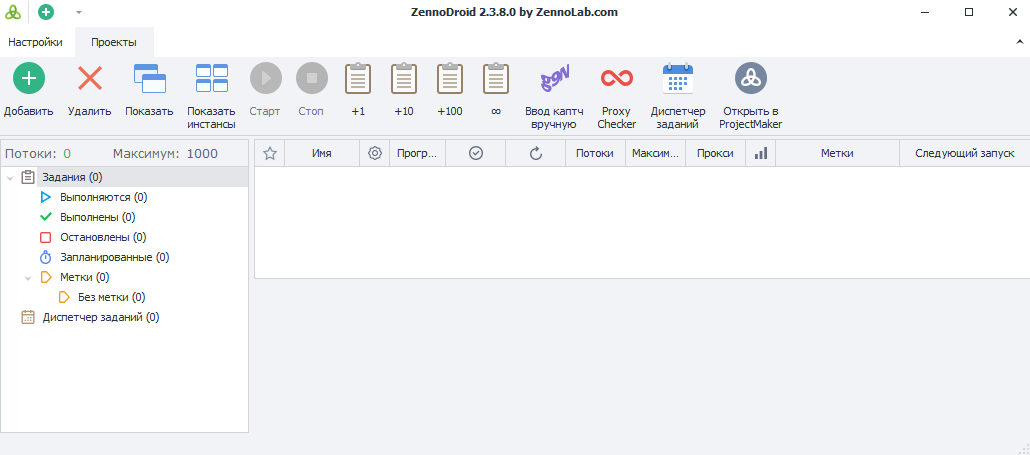 ZennoDroid 2.3.8.0 by ZennoLab.com
Настройки Проекты
Добавить Удалить Показать Показать инстансы Старт Стоп +1 +10 +100 ∞ Ввод каптч вручную Proxy Checker Диспетчер заданий Открыть в ProjectMaker
Потоки: 0 Максимум: 1000
Имя Прогр... Потоки Максим... Прокси Метки Следующий запуск
Задания (0)
Выполняются (0)
Выполнены (0)
Остановлены (0)
Запланированные (0)
Метки (0)
Без метки (0)
Диспетчер заданий (0)